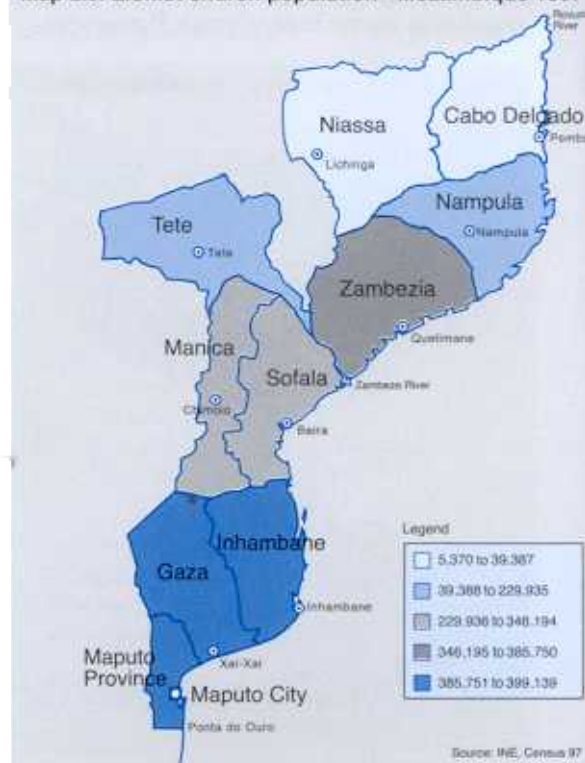 River
Cabo Delgado
Niassa
Pemba
Lichinga
Nampula
Tete
Nampula
Tete
Zambezia
Quelimane
Manica
Sofala
Zambeze River
Chimoio
Beira
Legend
Inhambane
5.370 to 39.387
Gaza
39.388 to 229.935
Inhambane
229.936 to 346.194
Maputo
Province
Xai-Xai
346,195 to 385.750
Maputo City
385.751 to 399.139
Ponta do Ouro
Source: INE, Census 97